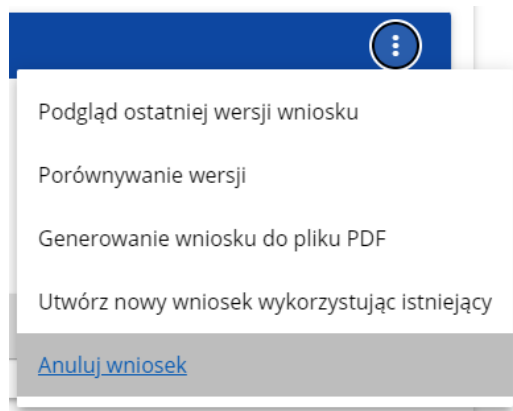 Podgląd ostatniej wersji wniosku
Porównywanie wersji
Generowanie wniosku do pliku PDF
Utwórz nowy wniosek wykorzystując istniejący
Anuluj wniosek